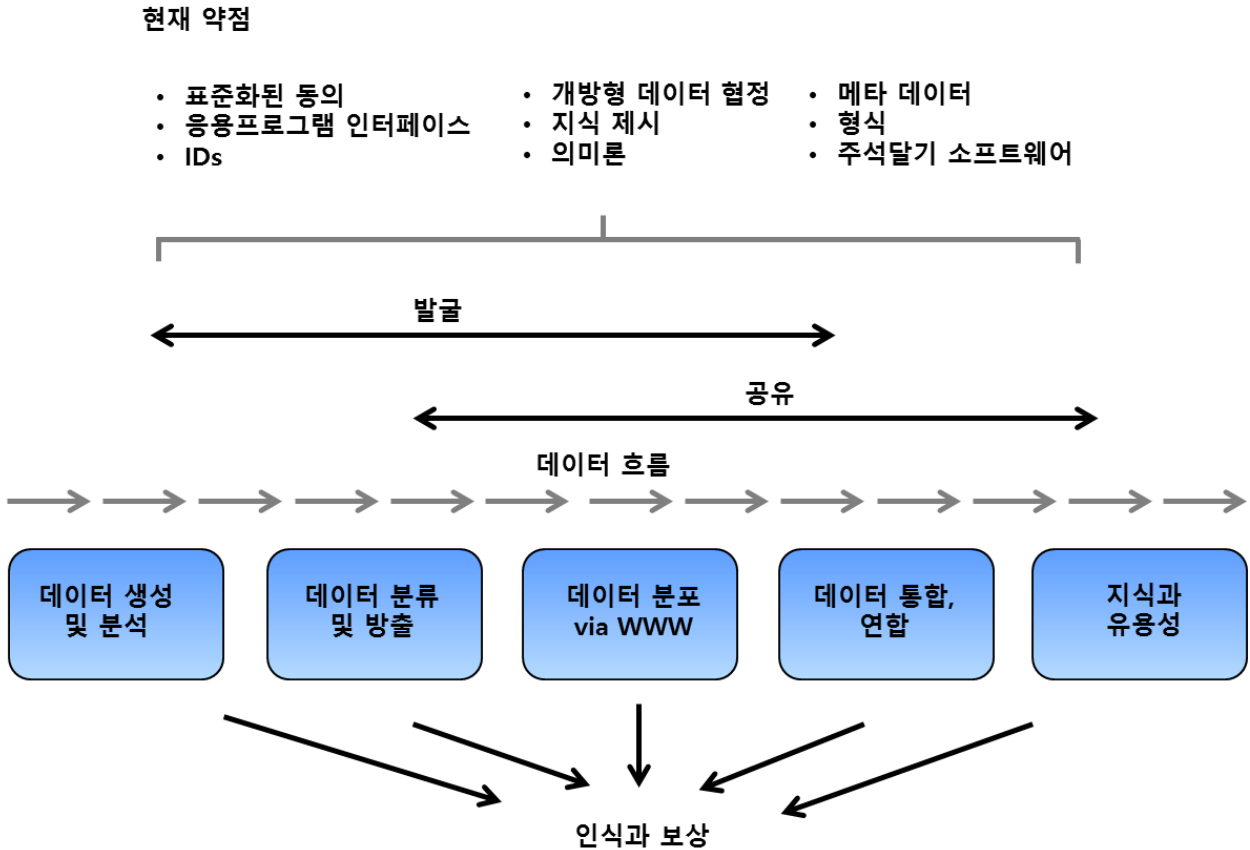 현재 약점
• 표준화된 동의
• 응용프로그램 인터페이스
• IDs
• 개방형 데이터 협정
• 지식 제시
• 의미론
• 메타 데이터
• 형식
• 주석달기 소프트웨어
발굴
공유
데이터 흐름
데이터 생성
및 분석
데이터 분류
및 방출
데이터 분포
via WWW
데이터 통합,
연합
지식과
유용성
인식과 보상